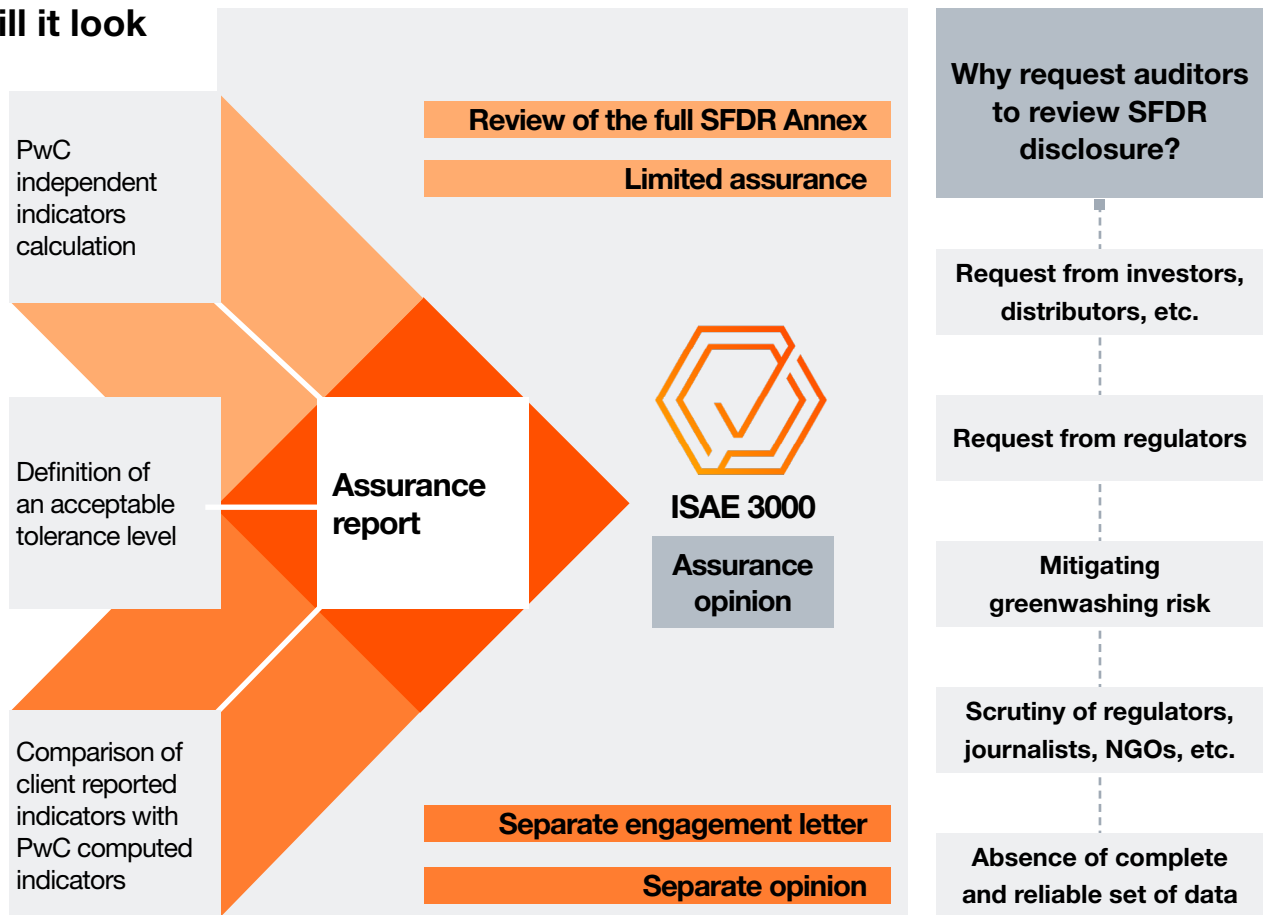 ill it look
PwC
independent
indicators
calculation
Definition of
an acceptable
tolerance level
Comparison of
client reported
indicators with
PwC computed
indicators
Assurance
report
Review of the full SFDR Annex
Limited assurance
ISAE 3000
Assurance
opinion
Separate engagement letter
Separate opinion
Why request auditors
to review SFDR
disclosure?
Request from investors,
distributors, etc.
Request from regulators
Mitigating
greenwashing risk
Scrutiny of regulators,
journalists, NGOs, etc.
Absence of complete
and reliable set of data